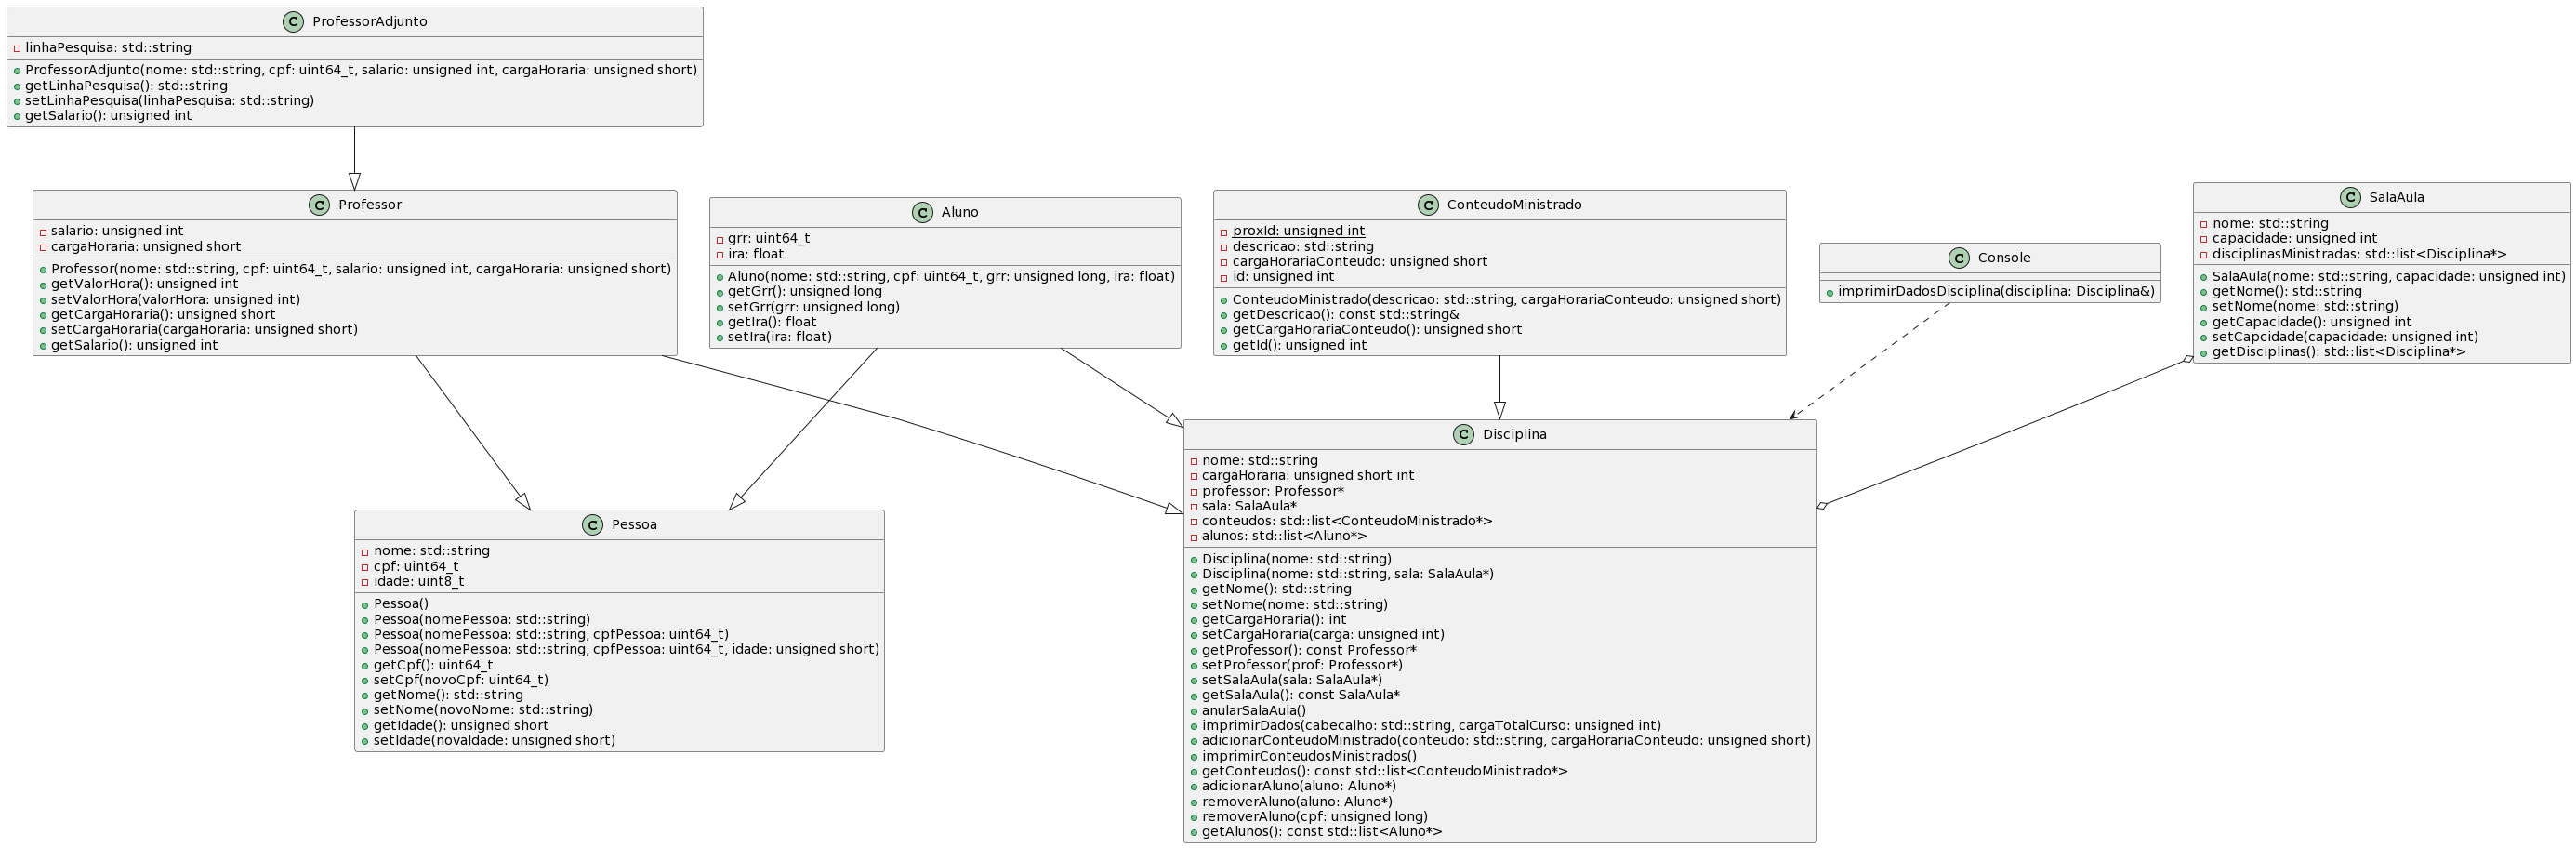 ProfessorAdjunto
linhaPesquisa: std::string
ProfessorAdjunto(nome: std::string, cpf: uint64_t, salario: unsigned int, cargaHoraria: unsigned short)
getLinhaPesquisa(): std::string
setLinhaPesquisa(linhaPesquisa: std::string)
getSalario(): unsigned int
Professor
salario: unsigned int
cargaHoraria: unsigned short
Professor(nome: std::string, cpf: uint64_t, salario: unsigned int, cargaHoraria: unsigned short)
getValorHora(): unsigned int
setValorHora(valorHora: unsigned int)
getCargaHoraria(): unsigned short
setCargaHoraria(cargaHoraria: unsigned short)
getSalario(): unsigned int
Aluno
grr: uint64_t
ira: float
Aluno(nome: std::string, cpf: uint64_t, grr: unsigned long, ira: float)
getGrr(): unsigned long
setGrr(grr: unsigned long)
getIra(): float
setIra(ira: float)
ConteudoMinistrado
proxId: unsigned int
descricao: std::string
cargaHorariaConteudo: unsigned short
id: unsigned int
ConteudoMinistrado(descricao: std::string, cargaHorariaConteudo: unsigned short)
getDescricao(): const std::string&
getCargaHorariaConteudo(): unsigned short
getId(): unsigned int
Console
imprimirDadosDisciplina(disciplina: Disciplina&)
SalaAula
nome: std::string
capacidade: unsigned int
disciplinasMinistradas: std::list<Disciplina*>
SalaAula(nome: std::string, capacidade: unsigned int)
getNome(): std::string
setNome(nome: std::string)
getCapacidade(): unsigned int
setCapcidade(capacidade: unsigned int)
getDisciplinas(): std::list<Disciplina*>
Pessoa
nome: std::string
cpf: uint64_t
idade: uint8_t
Pessoa()
Pessoa(nomePessoa: std::string)
Pessoa(nomePessoa: std::string, cpfPessoa: uint64_t)
Pessoa(nomePessoa: std::string, cpfPessoa: uint64_t, idade: unsigned short)
getCpf(): uint64_t
setCpf(novoCpf: uint64_t)
getNome(): std::string
setNome(novoNome: std::string)
getIdade(): unsigned short
setIdade(novaIdade: unsigned short)
Disciplina
nome: std::string
cargaHoraria: unsigned short int
professor: Professor*
sala: SalaAula*
conteudos: std::list<ConteudoMinistrado*>
alunos: std::list<Aluno*>
Disciplina(nome: std::string)
Disciplina(nome: std::string, sala: SalaAula*)
getNome(): std::string
setNome(nome: std::string)
getCargaHoraria(): int
setCargaHoraria(carga: unsigned int)
getProfessor(): const Professor*
setProfessor(prof: Professor*)
setSalaAula(sala: SalaAula*)
getSalaAula(): const SalaAula*
anularSalaAula()
imprimirDados(cabecalho: std::string, cargaTotalCurso: unsigned int)
adicionarConteudoMinistrado(conteudo: std::string, cargaHorariaConteudo: unsigned short)
imprimirConteudosMinistrados()
getConteudos(): const std::list<ConteudoMinistrado*>
adicionarAluno(aluno: Aluno*)
removerAluno(aluno: Aluno*)
removerAluno(cpf: unsigned long)
getAlunos(): const std::list<Aluno*>